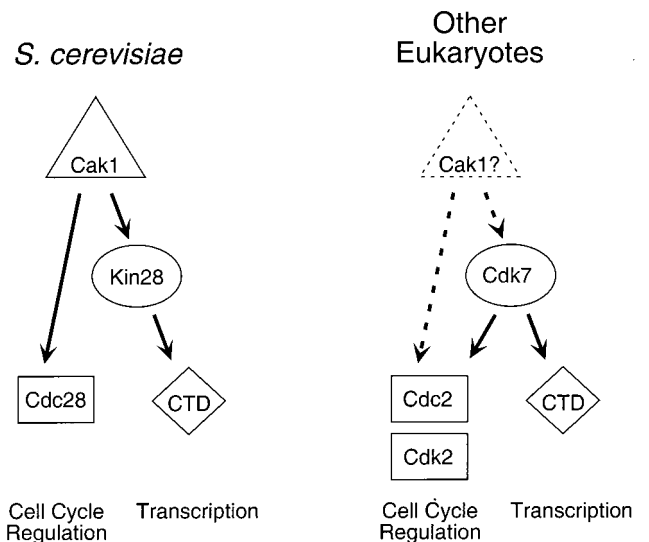 S. cerevisiae
Other
Eukaryotes
Cak1
Cak1?
Kin28
Cdk7
Cdc28
CTD
Cdc2
CTD
Cdk2
Cell Cycle
Regulation
Transcription
Cell Cycle
Regulation
Transcription